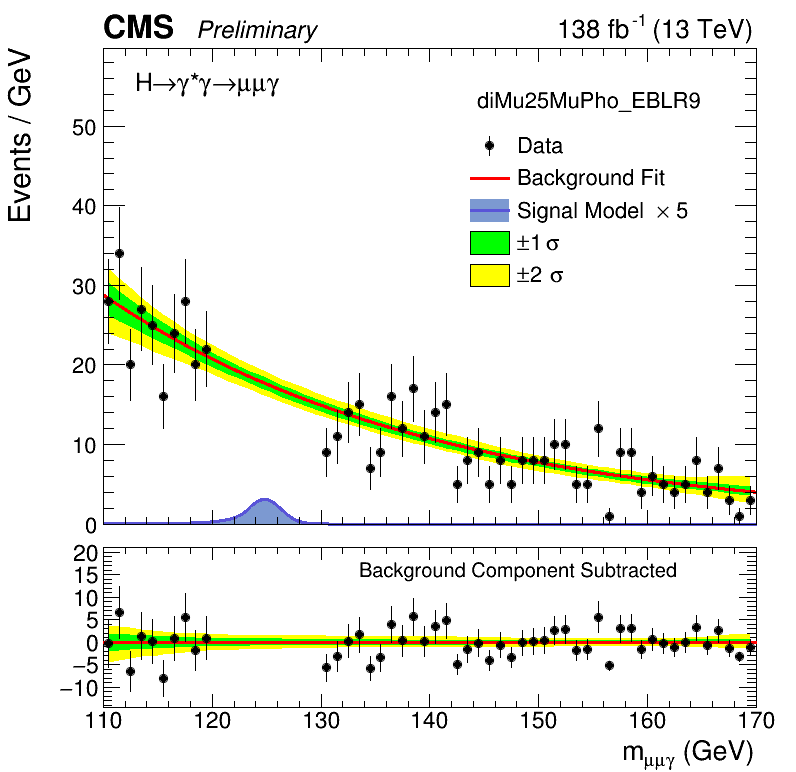 CMS Preliminary 138 fb⁻¹ (13 TeV)
H→γ*γ→μμγ
diMu25MuPho_EBLR9
Data
Background Fit
Signal Model × 5
±1 σ
±2 σ
Events / GeV
50
40
30
20
10
0
Background Component Subtracted
20
15
10
5
0
−5
−10
110 120 130 140 150 160 170
m_μμγ (GeV)